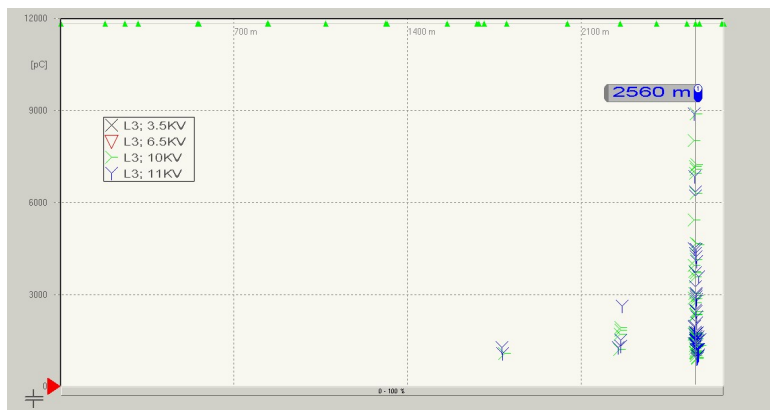 12000
700 m
1400 m
2100 m
[pC]
2560 m
1
9000
L3; 3.5KV
L3; 6.5KV
L3; 10KV
L3; 11KV
6000
3000
0
0 - 100 %